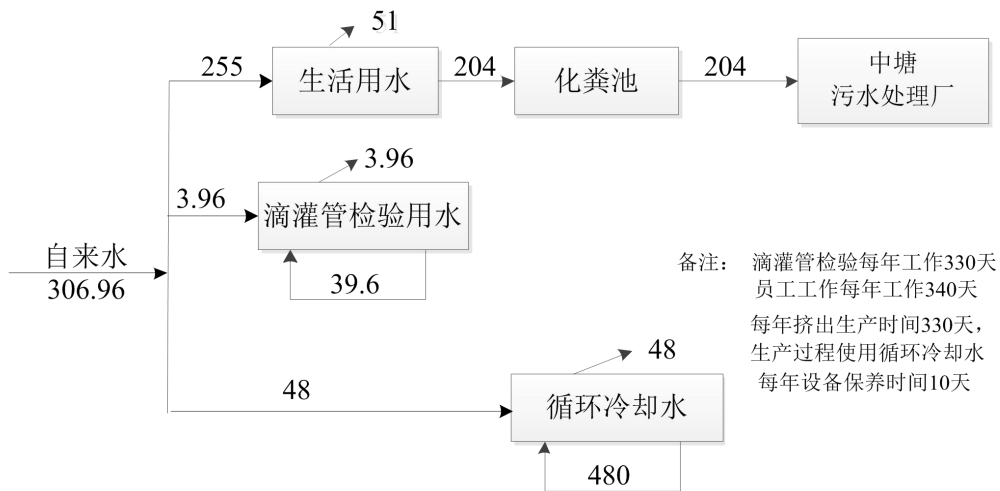 51
255
生活用水
204
化粪池
204
中塘
污水处理厂
3.96
3.96
滴灌管检验用水
39.6
自来水
306.96
备注： 滴灌管检验每年工作330天
员工工作每年工作340天
每年挤出生产时间330天，
生产过程使用循环冷却水
每年设备保养时间10天
48
48
循环冷却水
480